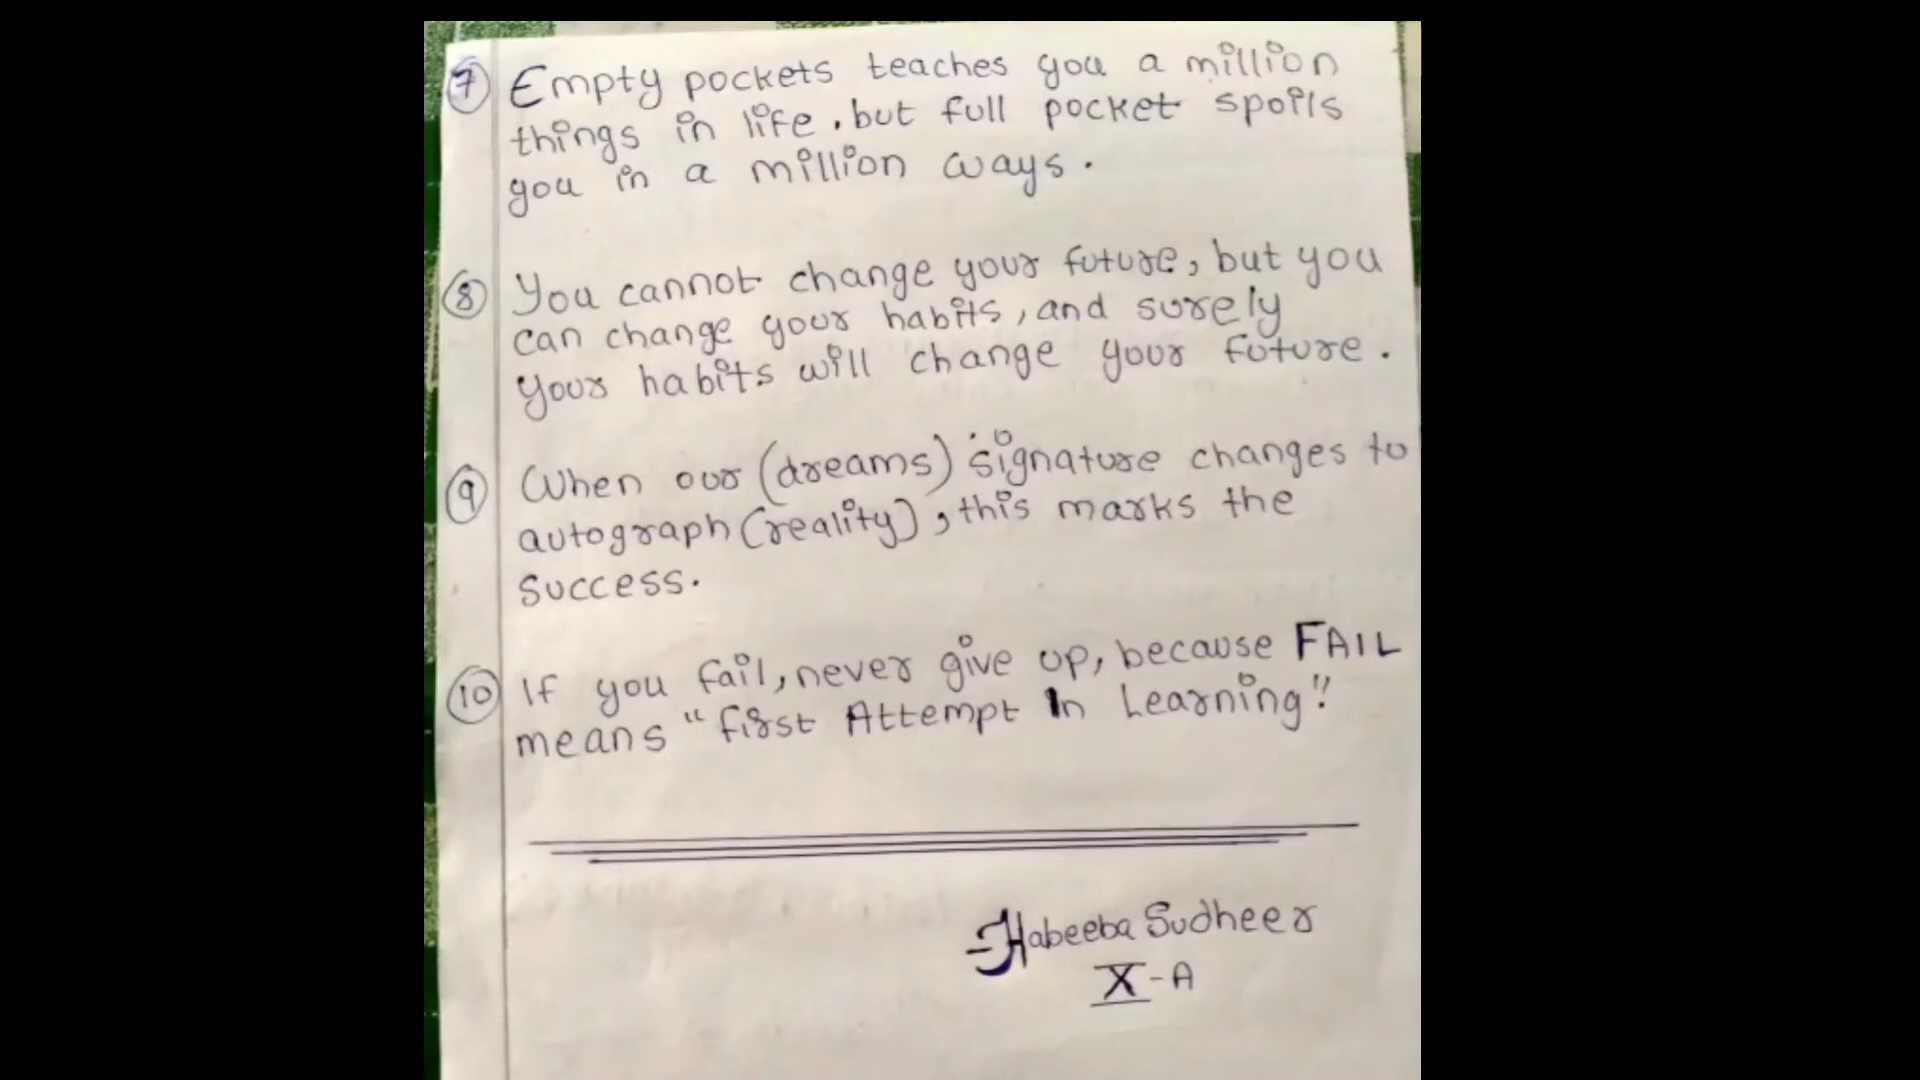 7 Empty pockets teaches you a million
things in life. but full pocket spoils
you in a million ways.
8 You cannot change your future, but you
can change your habits, and surely
your habits will change your future.
9 When our (dreams) signature changes to
autograph (reality), this marks the
success.
10 If you fail, never give up, because FAIL
means "first Attempt In Learning"!
- Habeeba Sudheer
X - A